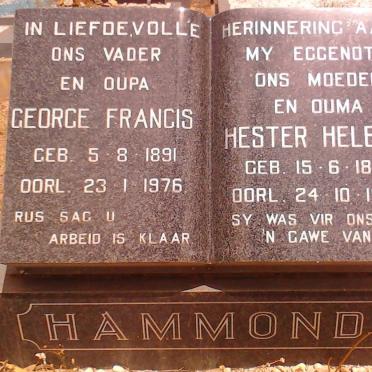 IN LIEFDEVOLLE
ONS VADER
EN OUPA
GEORGE FRANCIS
GEB. 5-8-1891
OORL. 23-1-1976.
RUS SAG U
ARBEID IS KLAAR
HERINNERING AA
MY EGGENOT
ONS MOEDER
EN OUMA
HESTER HELE
GEB. 15-6-18
OORL. 24-10-1
SY WAS VIR ONS
'N GAWE VAN
HAMMOND